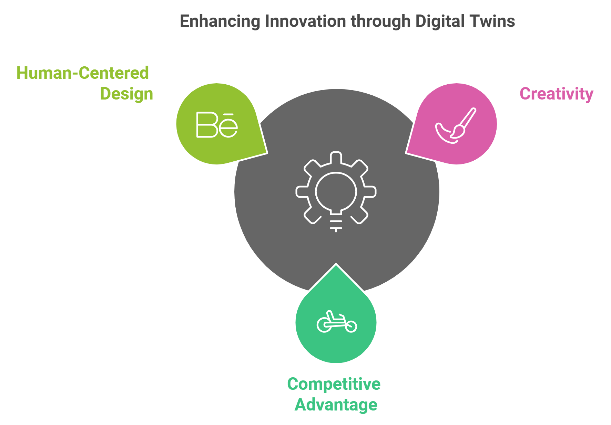 Enhancing Innovation through Digital Twins
Human-Centered
Design
Creativity
Bē
Competitive
Advantage